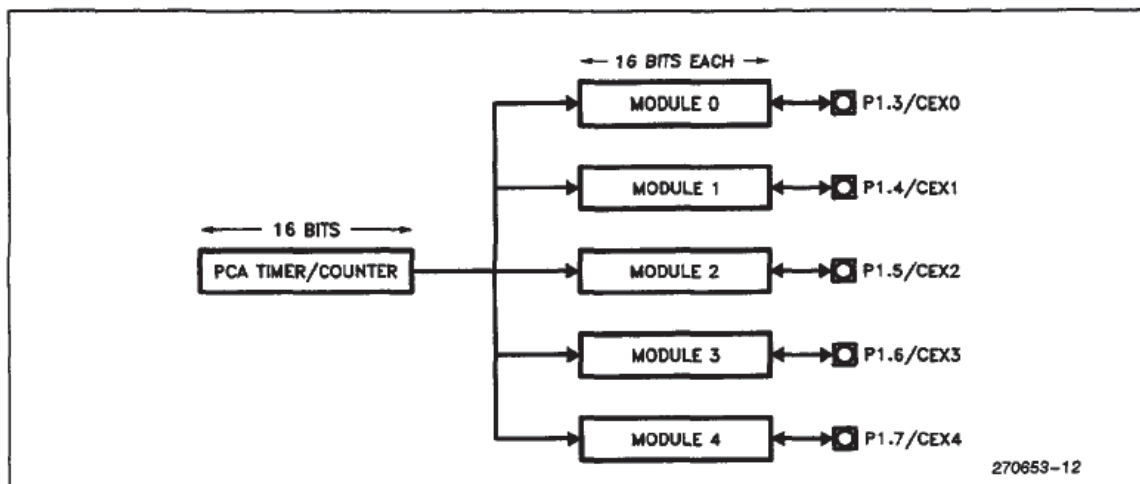 16 BITS EACH
MODULE 0
P1.3/CEX0
MODULE 1
P1.4/CEX1
16 BITS
PCA TIMER/COUNTER
MODULE 2
P1.5/CEX2
MODULE 3
P1.6/CEX3
MODULE 4
P1.7/CEX4
270653-12